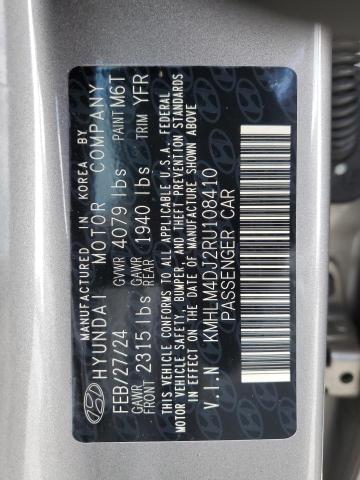 MANUFACTURED IN KOREA BY
HYUNDAI MOTOR COMPANY
FEB/27/24 GVWR 4079 lbs PAINT M6T
GAWR FRONT 2315 lbs GAWR REAR 1940 lbs TRIM YFR
THIS VEHICLE CONFORMS TO ALL APPLICABLE U.S.A. FEDERAL
MOTOR VEHICLE SAFETY, BUMPER, AND THEFT PREVENTION STANDARDS
IN EFFECT ON THE DATE OF MANUFACTURE SHOWN ABOVE
V.I.N KMHLM4DJ2RU108410
PASSENGER CAR